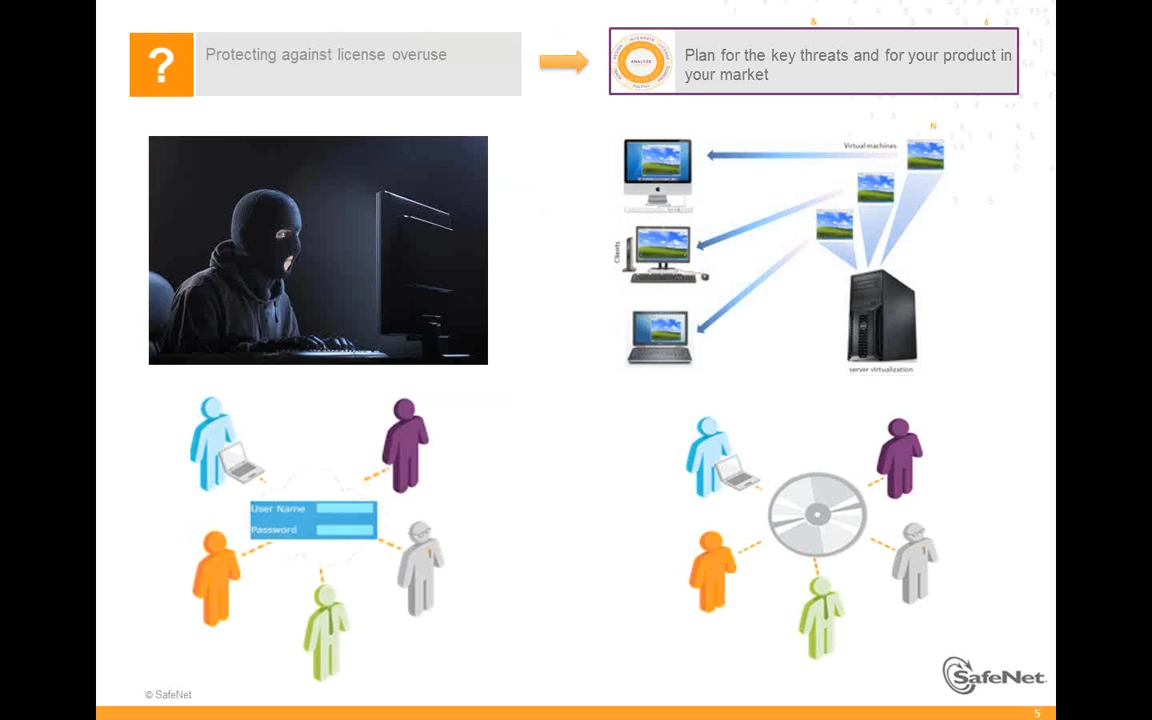 ?
Protecting against license overuse
ANALYZE
Plan for the key threats and for your product in
your market
Virtual machines
Clients
server virtualization
User Name
Password
SafeNet
© SafeNet
5